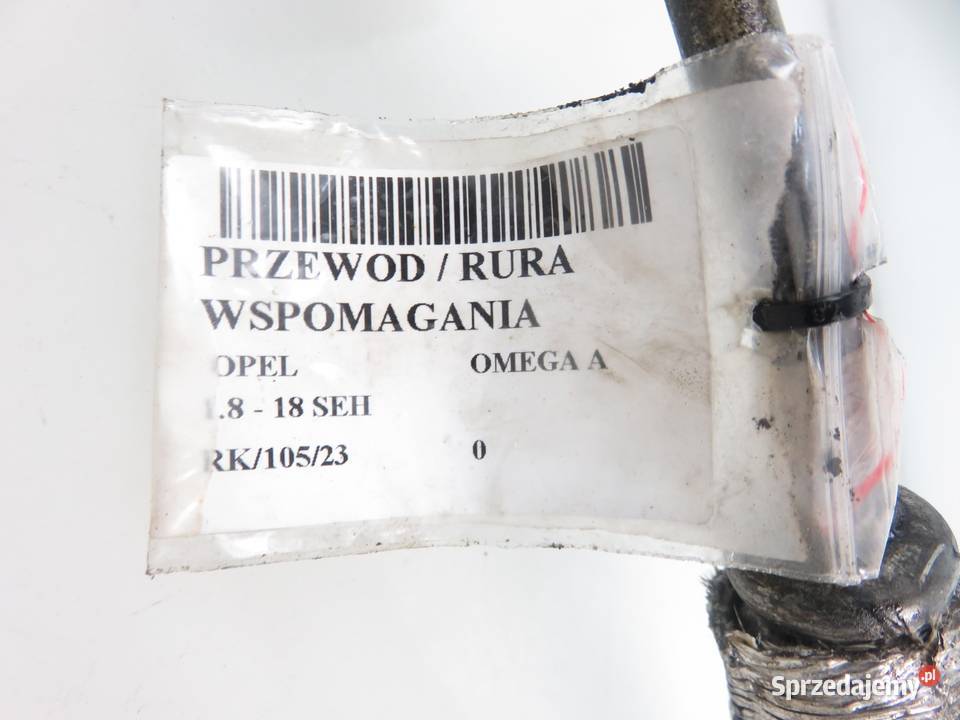 PRZEWOD / RURA
WSPOMAGANIA
OPEL OMEGA A
1.8 - 18 SEH
RK/105/23 0
Sprzedajemy.pl